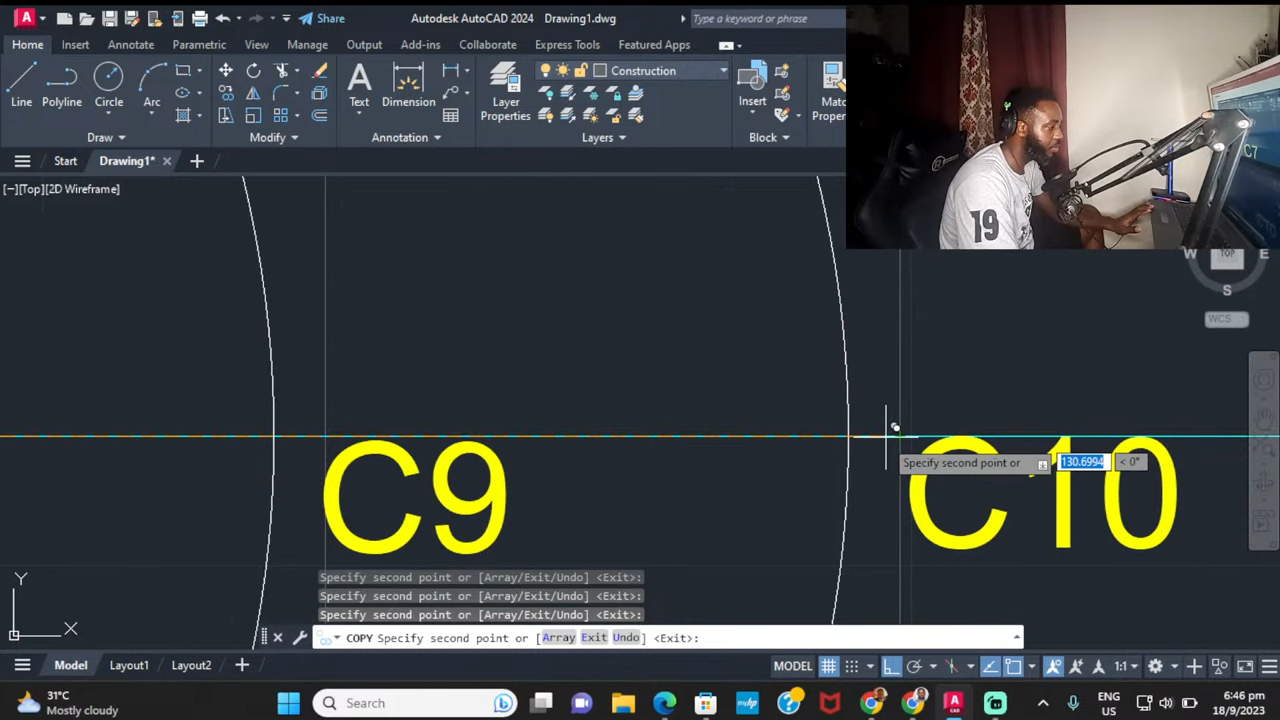 Share
Autodesk AutoCAD 2024 Drawing1.dwg
Type a keyword or phrase
Home Insert Annotate Parametric View Manage Output Add-ins Collaborate Express Tools Featured Apps
Construction
Line Polyline Circle Arc
Text Dimension
Layer Properties
Insert
Draw Modify Annotation Layers Block
Start Drawing1*
[−][Top][2D Wireframe]
19
C7
W TOP E
S
WCS
C9
C10
Specify second point or 130.6994 < 0°
Specify second point or [Array/Exit/Undo] <Exit>:
Specify second point or [Array/Exit/Undo] <Exit>:
Specify second point or [Array/Exit/Undo] <Exit>:
COPY Specify second point or [Array Exit Undo] <Exit>:
Y
X
Model Layout1 Layout2
MODEL 1:1
31°C
Mostly cloudy
Search
ENG
US
6:46 pm
18/9/2023